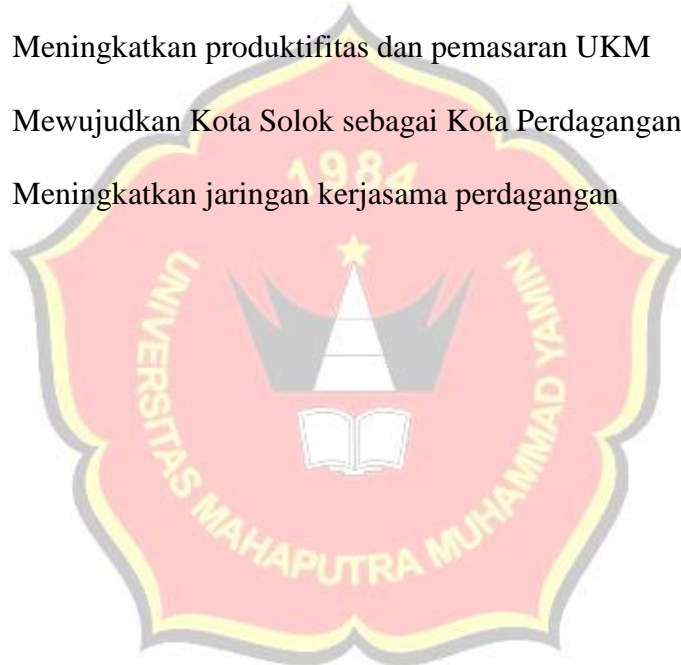 Meningkatkan produktifitas dan pemasaran UKM
Mewujudkan Kota Solok sebagai Kota Perdagangan
Meningkatkan jaringan kerjasama perdagangan
1984
UNIVERSITAS MAHAPUTRA MUHAMMAD YAMIN